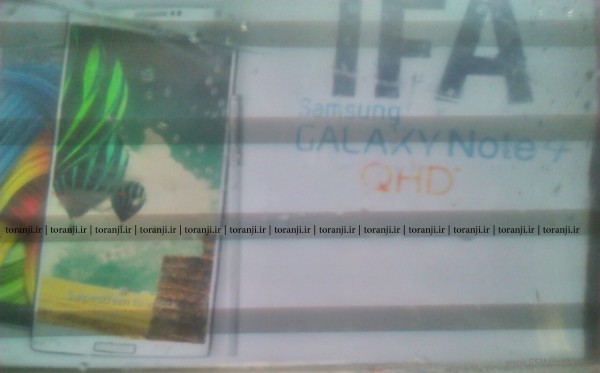 IFA
Samsung
GALAXY Note 4
QHD
toranji.ir | toranji.ir | toranji.ir | toranji.ir | toranji.ir | toranji.ir | toranji.ir | toranji.ir | toranji.ir | toranji.ir | toranji.ir | toranji.ir | toranji.ir